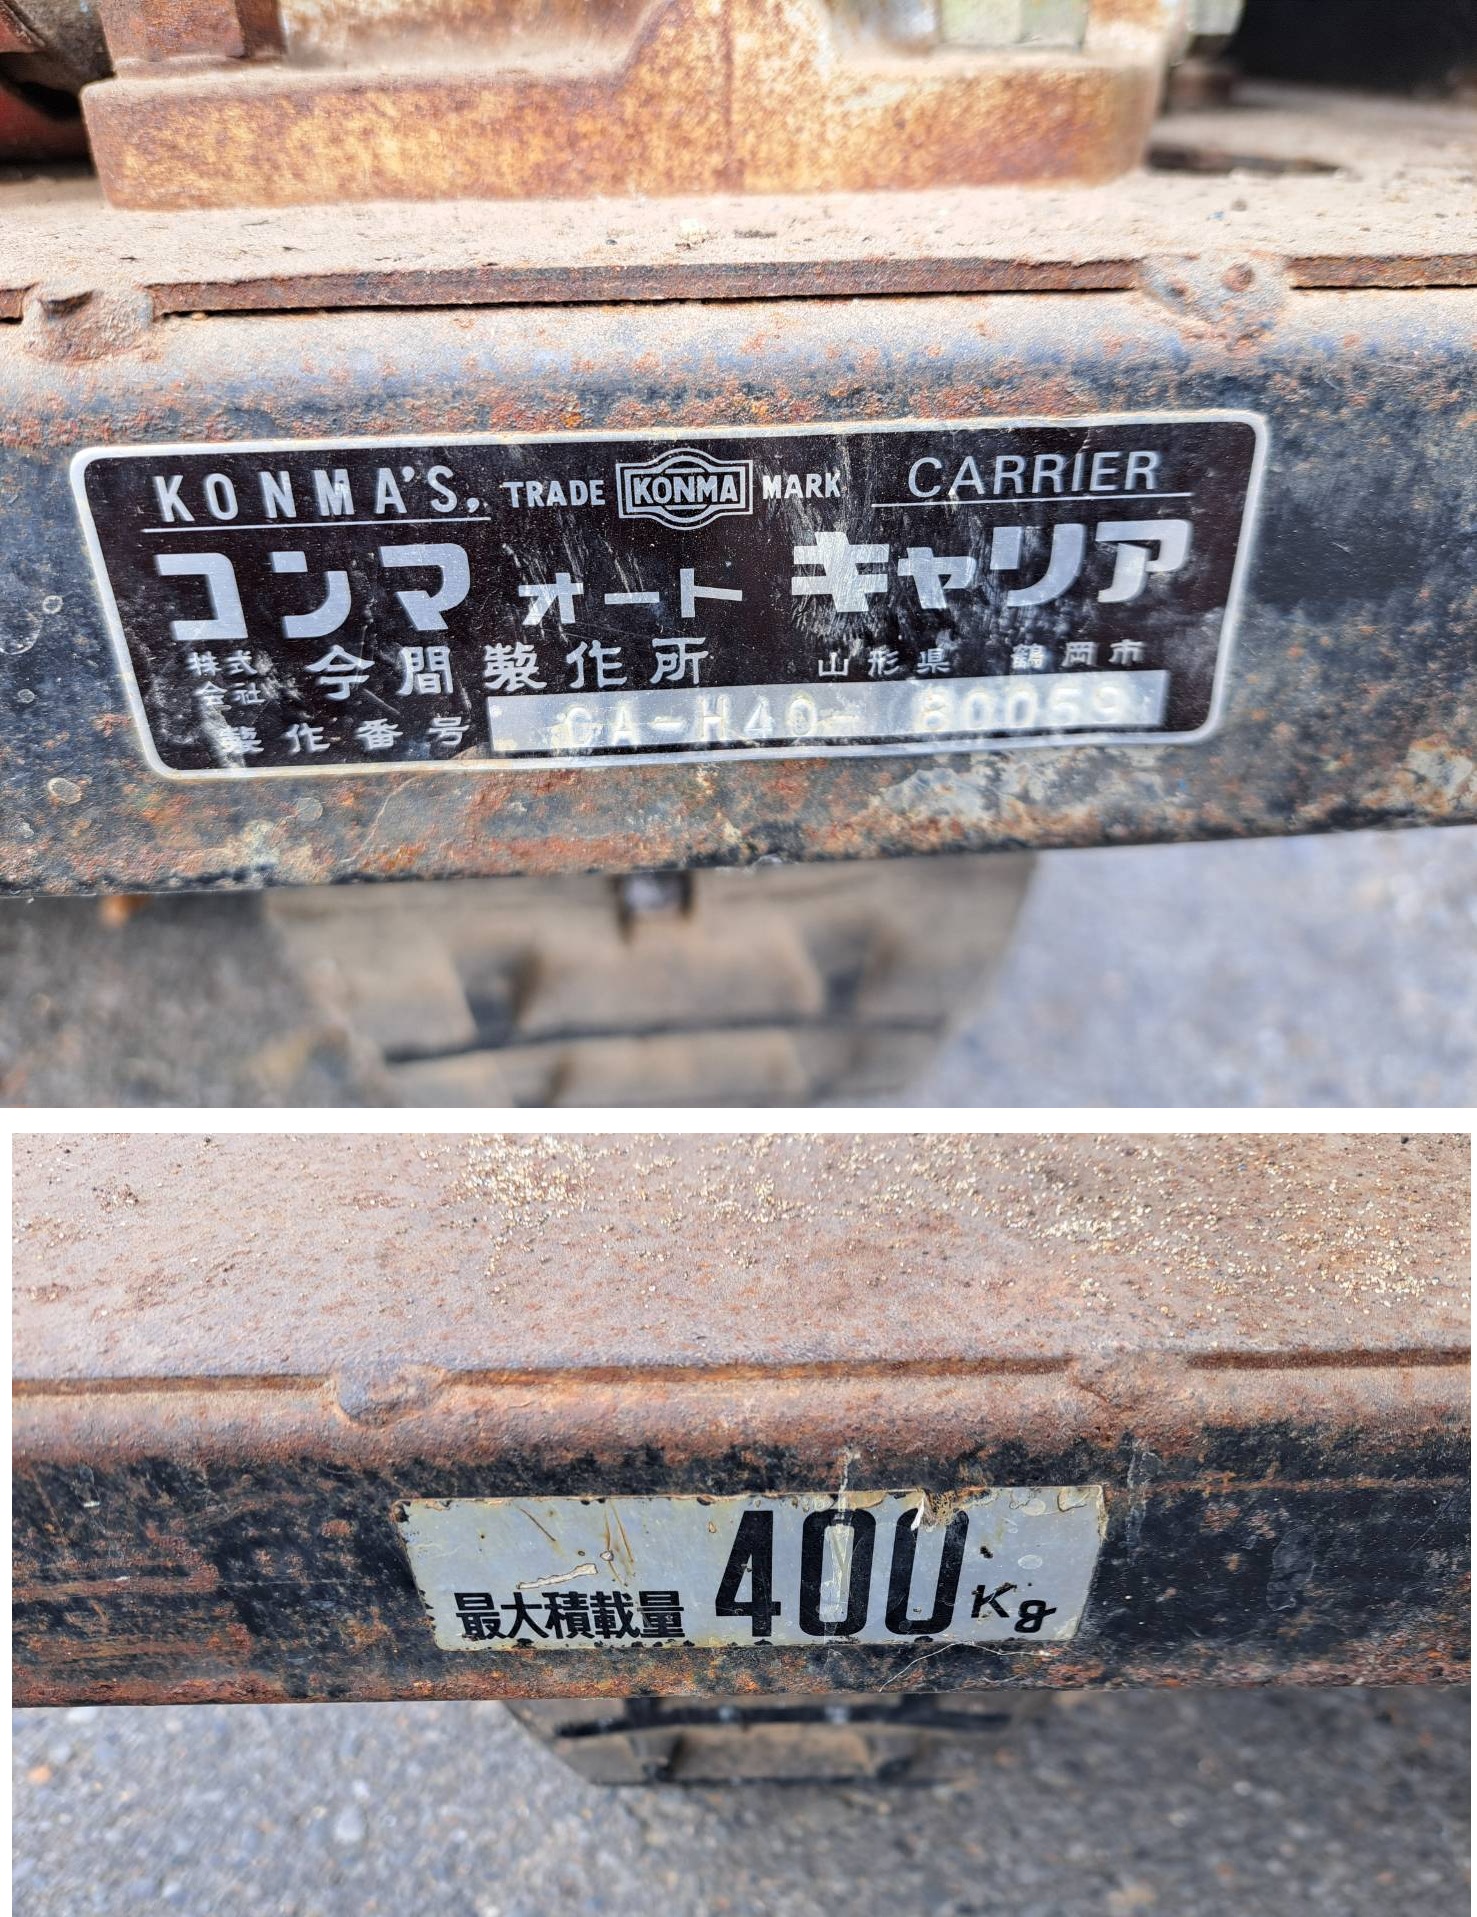 KONMA'S, TRADE KONMA MARK CARRIER
コンマ オート キャリア
株式会社 今間製作所 山形県 鶴岡市
製作番号 CA-H40- 80059
最大積載量 400Kg